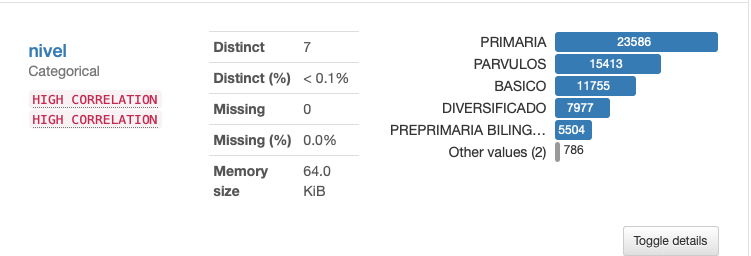 nivel
Categorical
HIGH CORRELATION
HIGH CORRELATION
Distinct 7
Distinct (%) < 0.1%
Missing 0
Missing (%) 0.0%
Memory size 64.0 KiB
PRIMARIA 23586
PARVULOS 15413
BASICO 11755
DIVERSIFICADO 7977
PREPRIMARIA BILING… 5504
Other values (2) 786
Toggle details